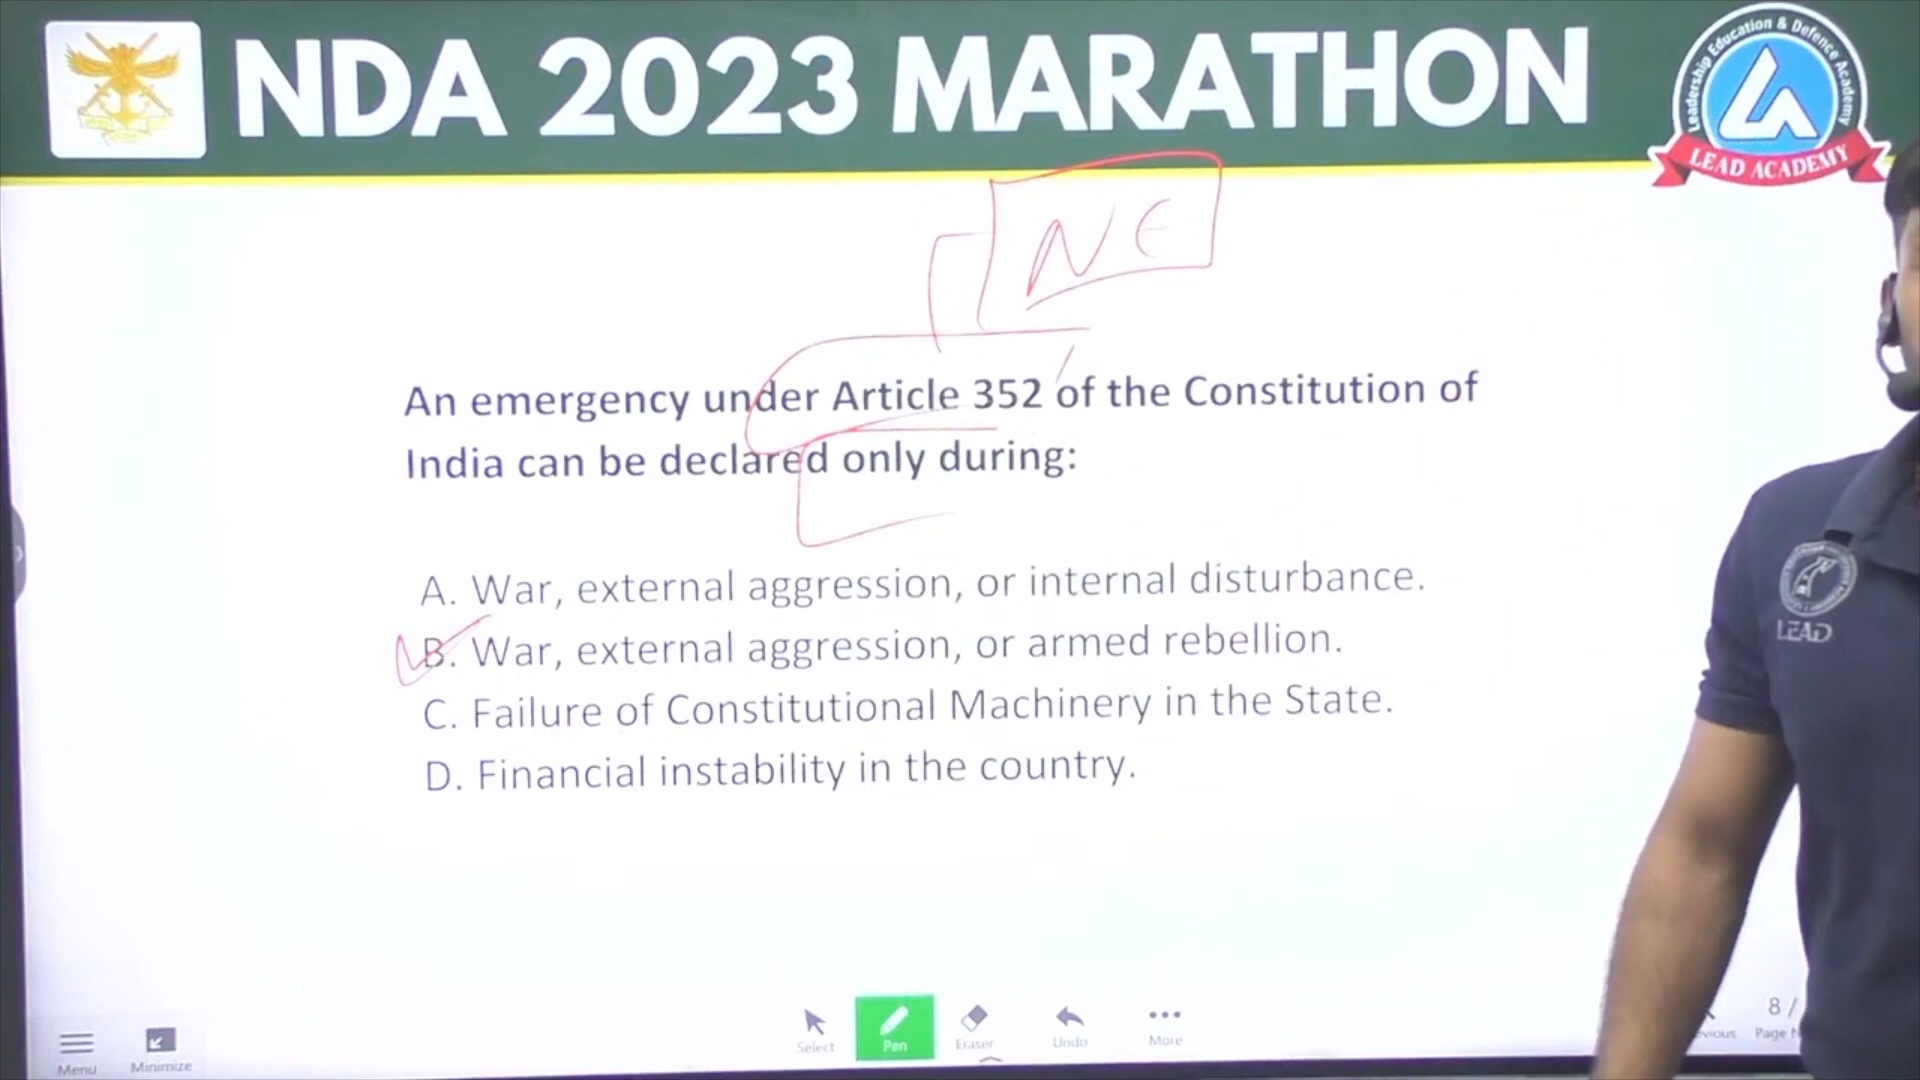 NDA 2023 MARATHON
Leadership Education & Defence Academy
LEAD ACADEMY
NE
An emergency under Article 352 of the Constitution of
India can be declared only during:
A. War, external aggression, or internal disturbance.
B. War, external aggression, or armed rebellion.
C. Failure of Constitutional Machinery in the State.
D. Financial instability in the country.
LEAD
Menu
Minimize
Select
Pen
Eraser
Undo
More
8 /
Page